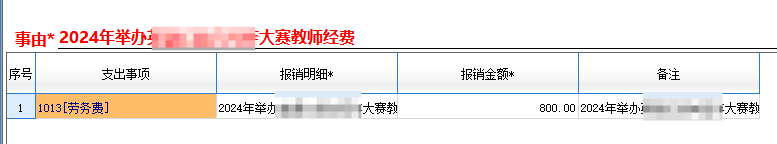 事由* 2024年举办英 大赛教师经费
序号 支出事项 报销明细* 报销金额* 备注
1 1013[劳务费] 2024年举办 大赛教 800.00 2024年举办 大赛教